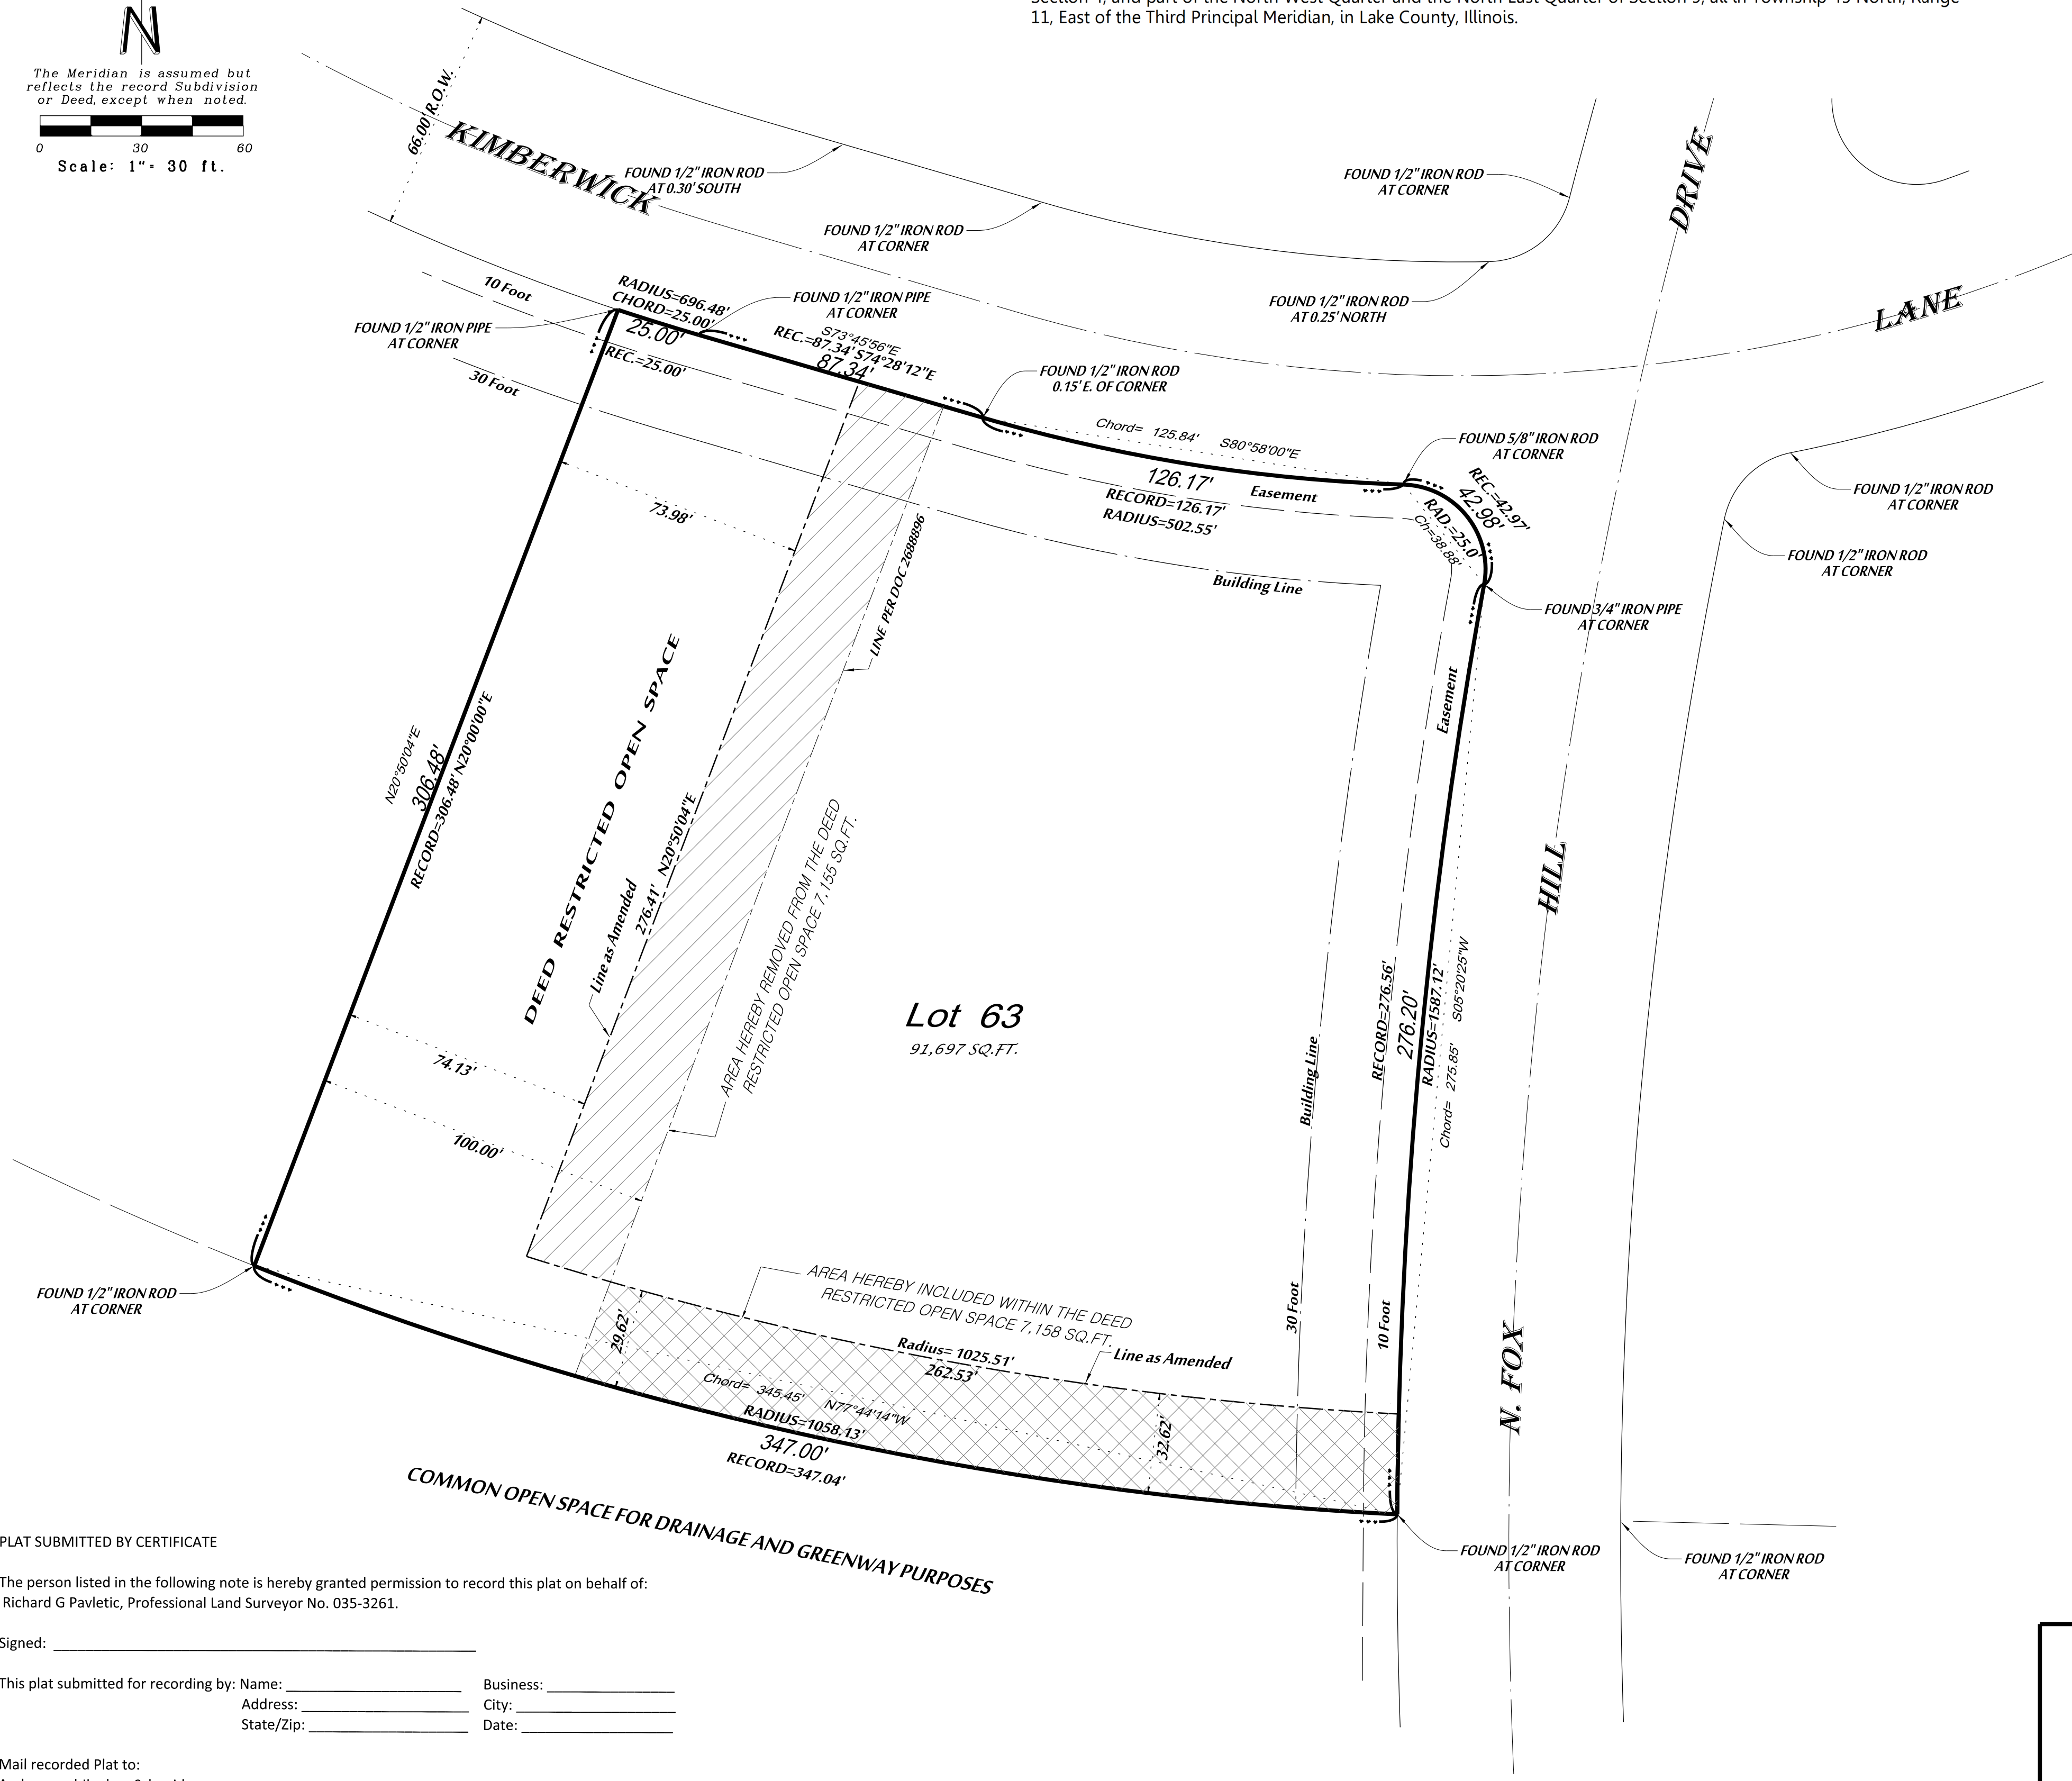 Section 4, and part of the North West Quarter and the North East Quarter of Section 9, all in Township 43 North, Range
11, East of the Third Principal Meridian, in Lake County, Illinois.
N
The Meridian is assumed but
reflects the record Subdivision
or Deed, except when noted.
0 30 60
Scale: 1"= 30 ft.
66.00' R.O.W.
KIMBERWICK
LANE
DRIVE
HILL
N. FOX
FOUND 1/2" IRON ROD
AT 0.30' SOUTH
FOUND 1/2" IRON ROD
AT CORNER
FOUND 1/2" IRON ROD
AT CORNER
FOUND 1/2" IRON ROD
AT 0.25' NORTH
10 Foot
30 Foot
FOUND 1/2" IRON PIPE
AT CORNER
RADIUS=696.48'
CHORD=25.00'
25.00'
REC.=25.00'
FOUND 1/2" IRON PIPE
AT CORNER
S73°45'56"E
REC.=87.34' S74°28'12"E
87.34'
FOUND 1/2" IRON ROD
0.15' E. OF CORNER
Chord= 125.84' S80°58'00"E
126.17'
RECORD=126.17'
RADIUS=502.55'
Easement
Building Line
FOUND 5/8" IRON ROD
AT CORNER
REC.=42.97'
42.98'
RAD.=25.0'
Ch=38.88'
FOUND 1/2" IRON ROD
AT CORNER
FOUND 1/2" IRON ROD
AT CORNER
FOUND 3/4" IRON PIPE
AT CORNER
73.98'
LINE PER DOC 2688896
DEED RESTRICTED OPEN SPACE
N20°50'04"E
306.48'
RECORD=306.48' N20°00'00"E
Line as Amended
276.41' N20°50'04"E
AREA HEREBY REMOVED FROM THE DEED
RESTRICTED OPEN SPACE 7,155 SQ.FT.
Easement
Lot 63
91,697 SQ.FT.
74.13'
100.00'
Building Line
RECORD=276.56'
276.20'
RADIUS=1587.12'
Chord= 275.85' S05°20'25"W
30 Foot
10 Foot
FOUND 1/2" IRON ROD
AT CORNER
AREA HEREBY INCLUDED WITHIN THE DEED
RESTRICTED OPEN SPACE 7,158 SQ.FT.
29.62'
Radius= 1025.51'
262.53'
Line as Amended
Chord= 345.45' N77°44'14"W
RADIUS=1058.13'
347.00'
RECORD=347.04'
32.62'
COMMON OPEN SPACE FOR DRAINAGE AND GREENWAY PURPOSES
FOUND 1/2" IRON ROD
AT CORNER
FOUND 1/2" IRON ROD
AT CORNER
PLAT SUBMITTED BY CERTIFICATE
The person listed in the following note is hereby granted permission to record this plat on behalf of:
Richard G Pavletic, Professional Land Surveyor No. 035-3261.
Signed:
This plat submitted for recording by: Name: Business:
Address: City:
State/Zip: Date:
Mail recorded Plat to: